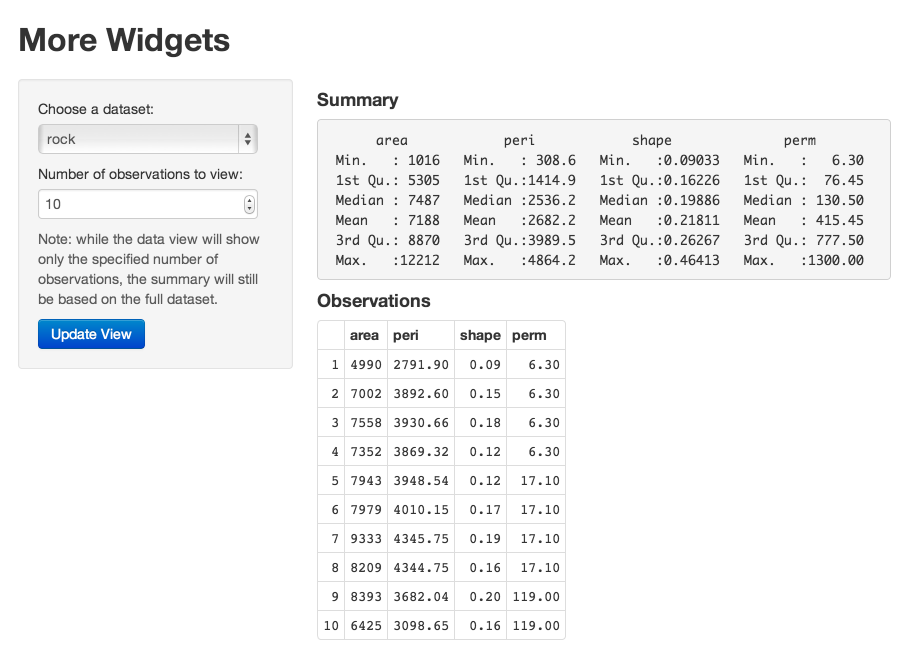 More Widgets
Choose a dataset:
rock
Number of observations to view:
10
Note: while the data view will show
only the specified number of
observations, the summary will still
be based on the full dataset.
Update View
Summary
area peri shape perm
Min. : 1016 Min. : 308.6 Min. :0.09033 Min. : 6.30
1st Qu.: 5305 1st Qu.:1414.9 1st Qu.:0.16226 1st Qu.: 76.45
Median : 7487 Median :2536.2 Median :0.19886 Median : 130.50
Mean : 7188 Mean :2682.2 Mean :0.21811 Mean : 415.45
3rd Qu.: 8870 3rd Qu.:3989.5 3rd Qu.:0.26267 3rd Qu.: 777.50
Max. :12212 Max. :4864.2 Max. :0.46413 Max. :1300.00
Observations
area peri shape perm
1 4990 2791.90 0.09 6.30
2 7002 3892.60 0.15 6.30
3 7558 3930.66 0.18 6.30
4 7352 3869.32 0.12 6.30
5 7943 3948.54 0.12 17.10
6 7979 4010.15 0.17 17.10
7 9333 4345.75 0.19 17.10
8 8209 4344.75 0.16 17.10
9 8393 3682.04 0.20 119.00
10 6425 3098.65 0.16 119.00